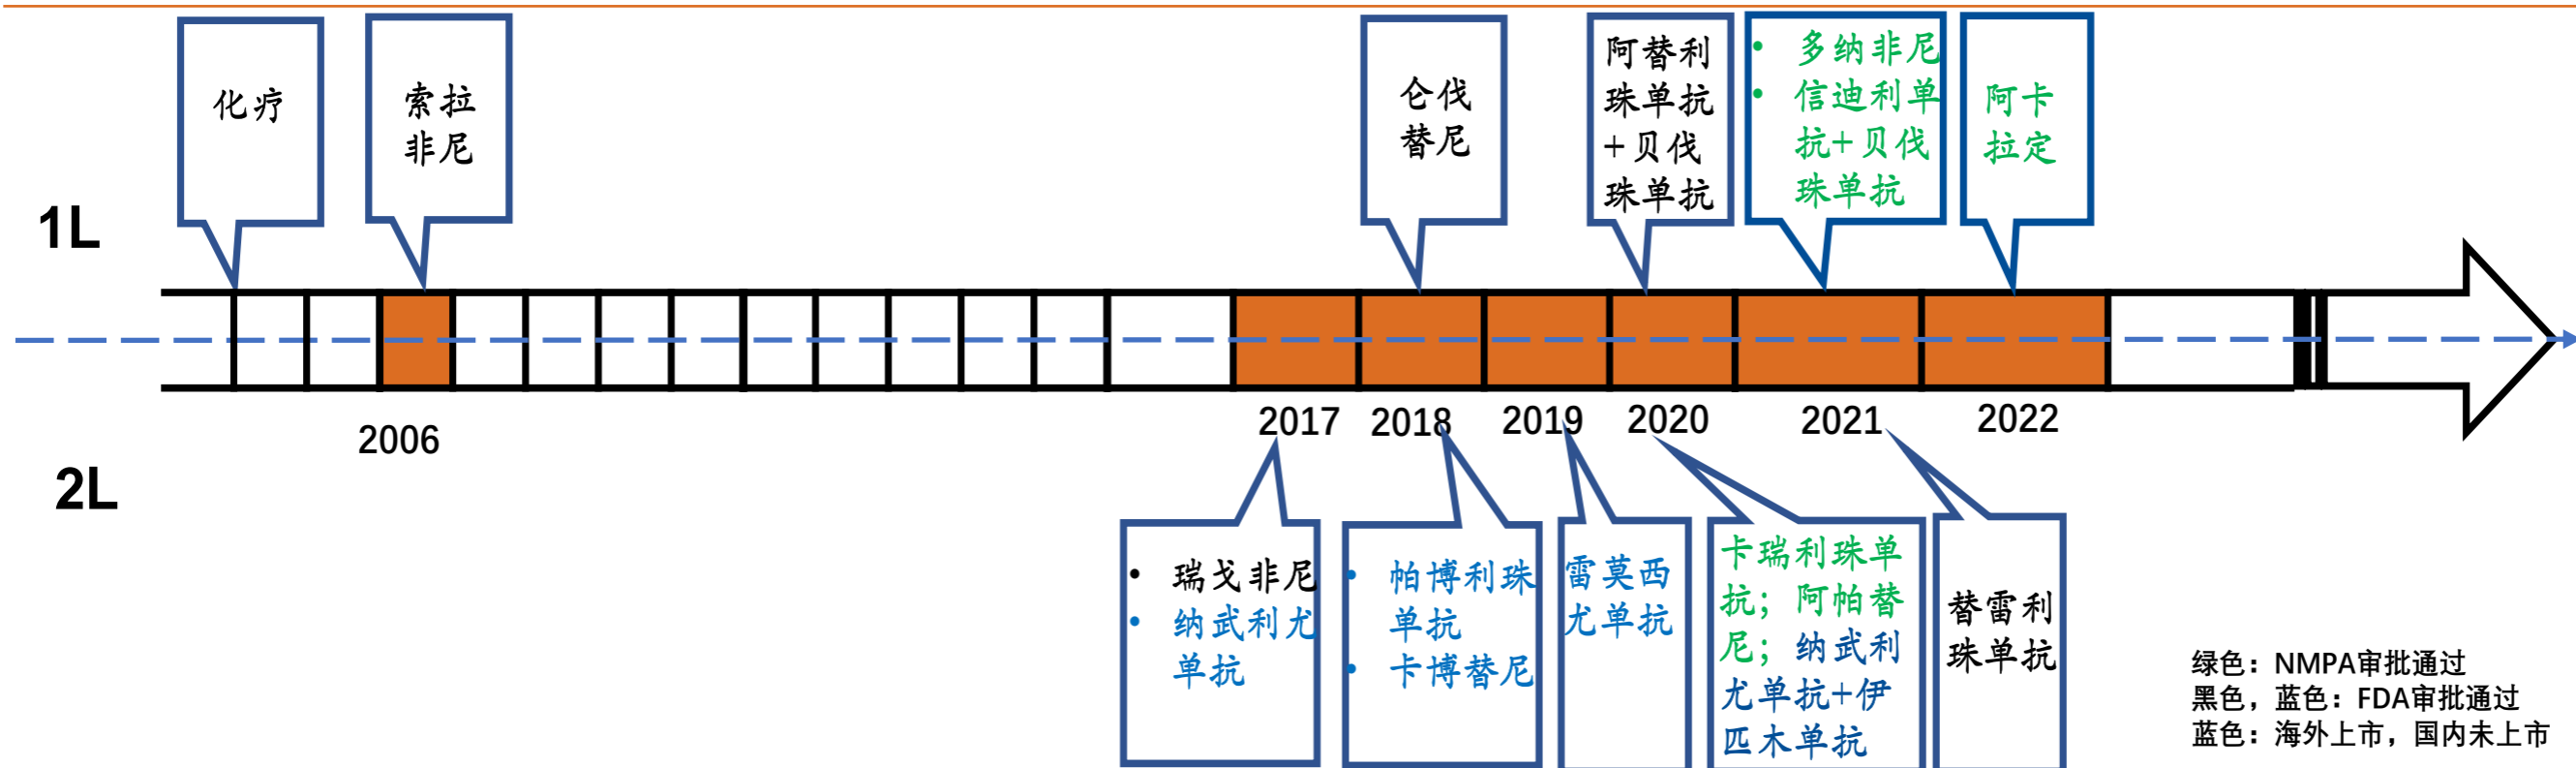 化疗
索拉
非尼
仑伐
替尼
阿替利
珠单抗
+贝伐
珠单抗
• 多纳非尼
• 信迪利单
抗+贝伐
珠单抗
阿卡
拉定
1L
2006
2017
2018
2019
2020
2021
2022
2L
• 瑞戈非尼
• 纳武利尤
单抗
• 帕博利珠
单抗
• 卡博替尼
雷莫西
尤单抗
卡瑞利珠单
抗；阿帕替
尼；纳武利
尤单抗+伊
匹木单抗
替雷利
珠单抗
绿色：NMPA审批通过
黑色，蓝色：FDA审批通过
蓝色：海外上市，国内未上市